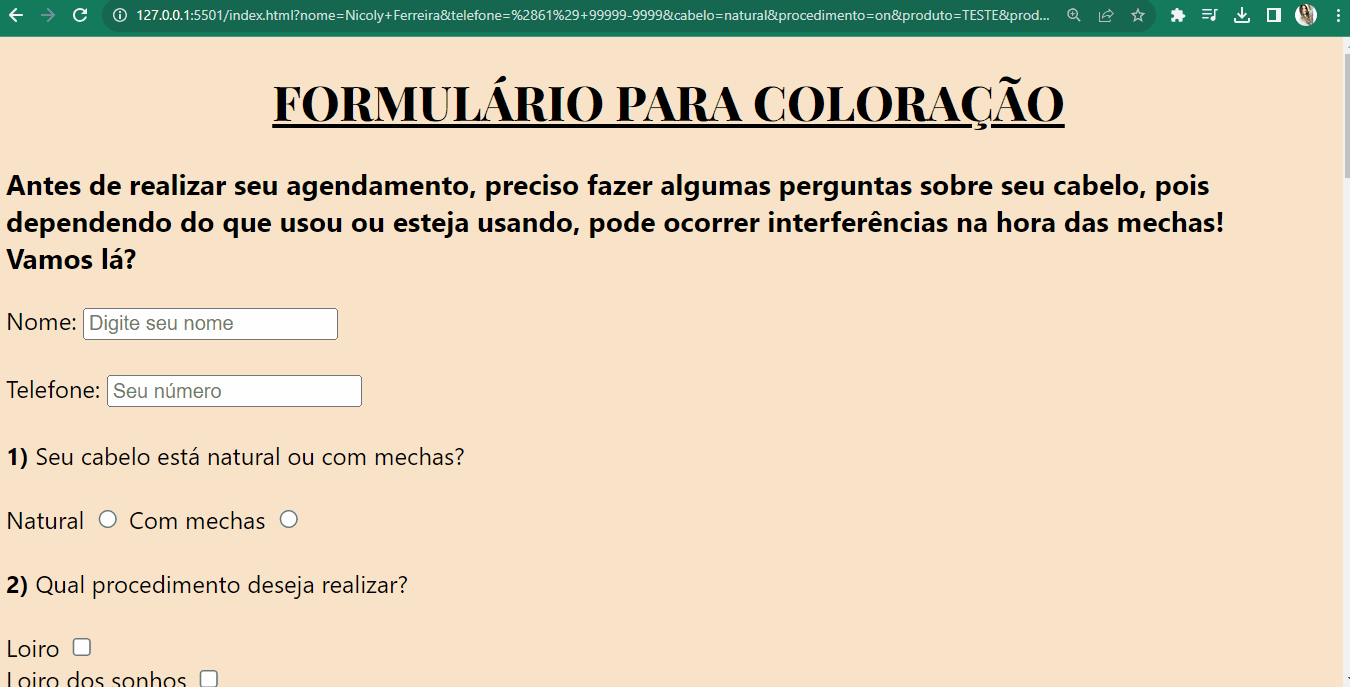 127.0.0.1:5501/index.html?nome=Nicoly+Ferreira&telefone=%2861%29+99999-9999&cabelo=natural&procedimento=on&produto=TESTE&prod...
FORMULÁRIO PARA COLORAÇÃO
Antes de realizar seu agendamento, preciso fazer algumas perguntas sobre seu cabelo, pois
dependendo do que usou ou esteja usando, pode ocorrer interferências na hora das mechas!
Vamos lá?
Nome: Digite seu nome
Telefone: Seu número
1) Seu cabelo está natural ou com mechas?
Natural Com mechas
2) Qual procedimento deseja realizar?
Loiro
Loiro dos sonhos